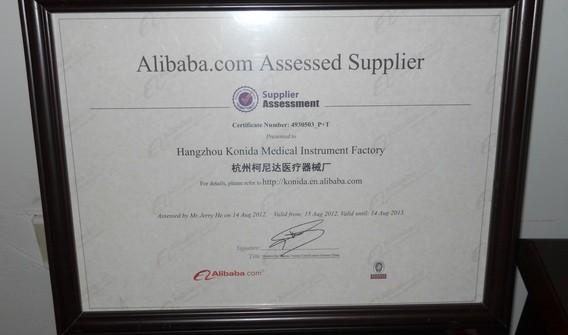 Alibaba.com Assessed Supplier
Supplier
Assessment
Certificate Number: 4930503_P+T
Presented to
Hangzhou Konida Medical Instrument Factory
杭州柯尼达医疗器械厂
For details, please refer to http://konida.en.alibaba.com
Assessed by Mr.Jerry He on 14 Aug 2012. Valid from: 15 Aug 2012, Valid until: 14 Aug 2013.
Signature:
Title:
Alibaba.com